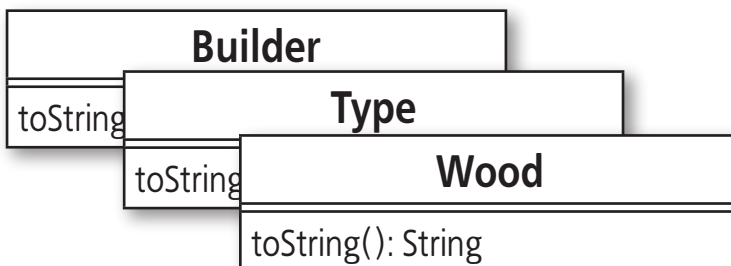 Builder
toString
Type
toString
Wood
toString(): String